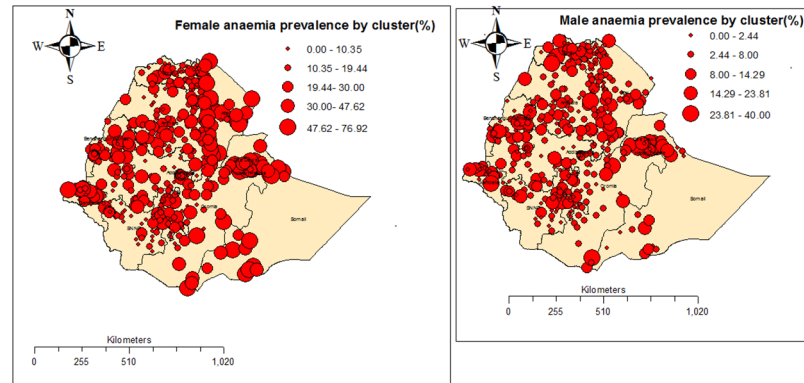 N
W E
S
Female anaemia prevalence by cluster(%)
0.00 - 10.35
10.35 - 19.44
19.44- 30.00
30.00 - 47.62
47.62 - 76.92
Somali
Kilometers
0 255 510 1,020
N
W E
S
Male anaemia prevalence by cluster(%)
0.00 - 2.44
2.44 - 8.00
8.00 - 14.29
14.29 - 23.81
23.81 - 40.00
Somali
Kilometers
0 255 510 1,020